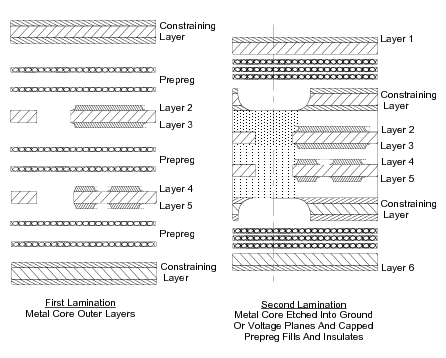 Constraining
Layer
Prepreg
Layer 2
Layer 3
Prepreg
Layer 4
Layer 5
Prepreg
Constraining
Layer
First Lamination
Metal Core Outer Layers
Layer 1
Constraining
Layer
Layer 2
Layer 3
Layer 4
Layer 5
Constraining
Layer
Layer 6
Second Lamination
Metal Core Etched Into Ground
Or Voltage Planes And Capped
Prepreg Fills And Insulates